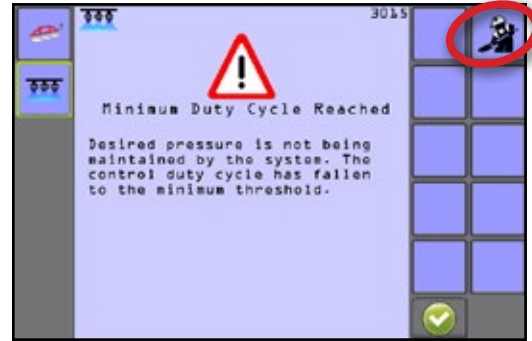 3015
Minimum Duty Cycle Reached
Desired pressure is not being
maintained by the system. The
control duty cycle has fallen
to the minimum threshold.